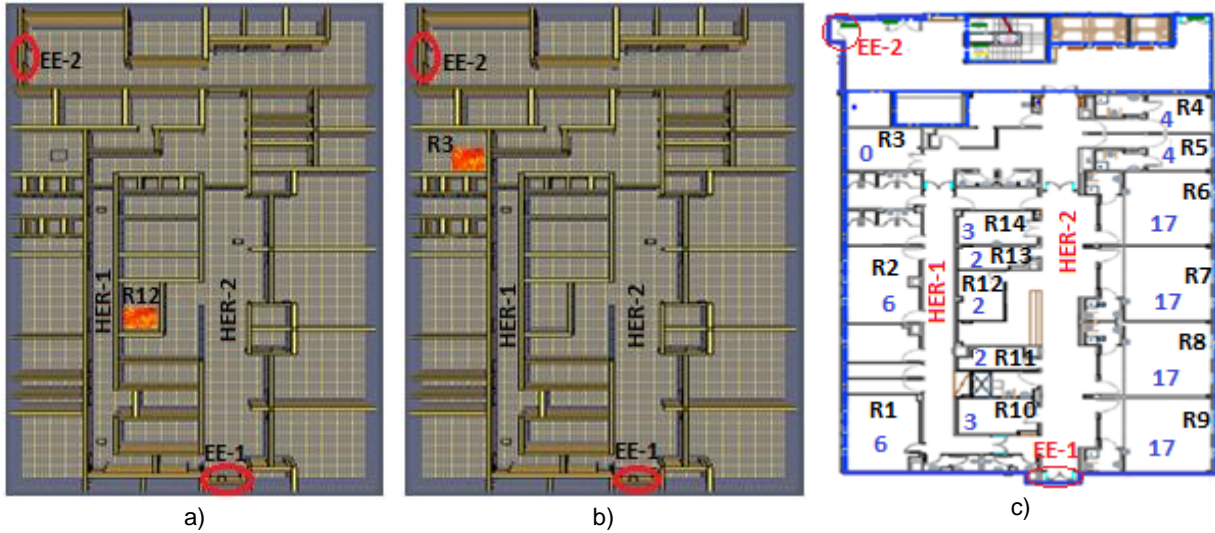 EE-2
R12
HER-1
HER-2
EE-1
a)
EE-2
R3
HER-1
HER-2
EE-1
b)
EE-2
R4
4
R3
0
R5
4
R6
17
R14
3
R13
2
R2
6
R12
2
R7
17
HER-1
HER-2
R11
2
R8
17
R1
6
R10
3
R9
17
EE-1
c)